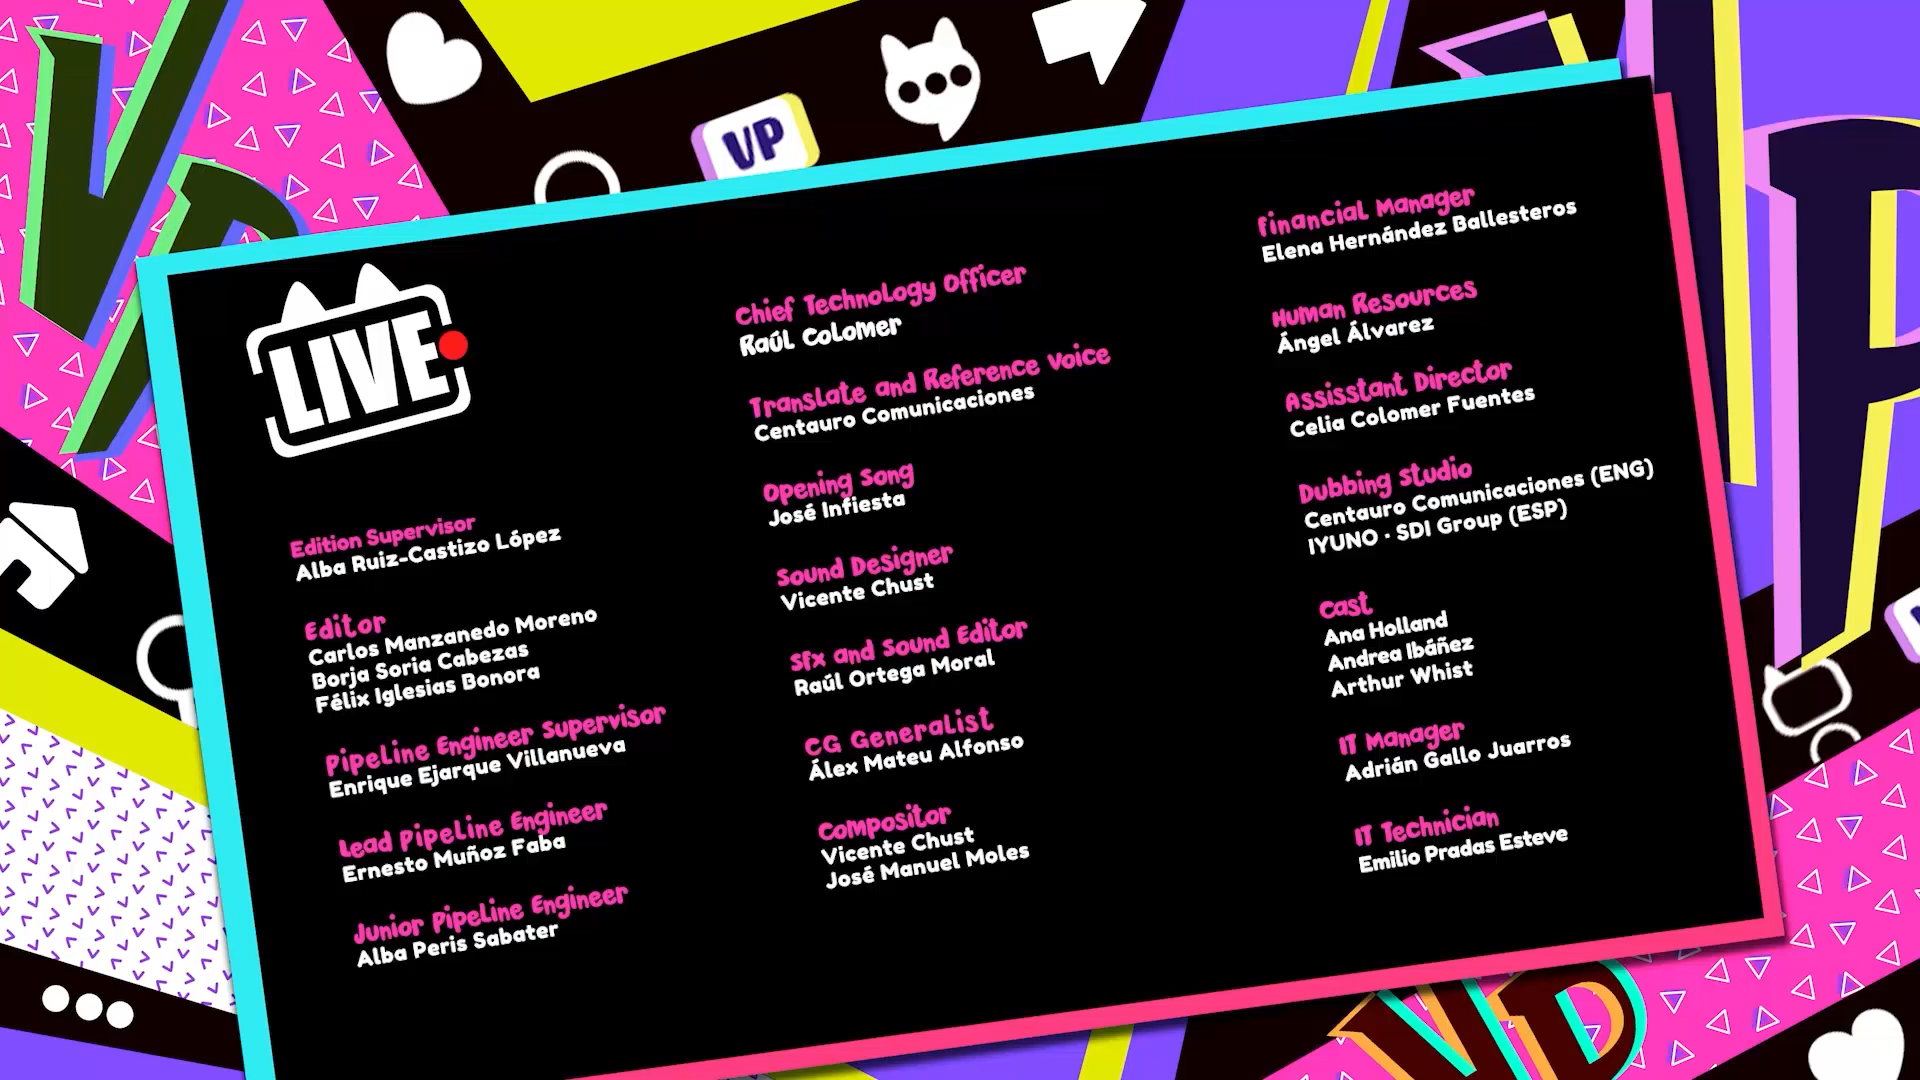 VP
VP
LIVE
Edition Supervisor
Alba Ruiz-Castizo López
Editor
Carlos Manzanedo Moreno
Borja Soria Cabezas
Félix Iglesias Bonora
Pipeline Engineer Supervisor
Enrique Ejarque Villanueva
Lead Pipeline Engineer
Ernesto Muñoz Faba
Junior Pipeline Engineer
Alba Peris Sabater
Chief Technology Officer
Raúl Colomer
Translate and Reference Voice
Centauro Comunicaciones
Opening Song
José Infiesta
Sound Designer
Vicente Chust
Sfx and Sound Editor
Raúl Ortega Moral
CG Generalist
Álex Mateu Alfonso
Compositor
Vicente Chust
José Manuel Moles
Financial Manager
Elena Hernández Ballesteros
Human Resources
Ángel Álvarez
Assisstant Director
Celia Colomer Fuentes
Dubbing Studio
Centauro Comunicaciones (ENG)
IYUNO · SDI Group (ESP)
Cast
Ana Holland
Andrea Ibáñez
Arthur Whist
IT Manager
Adrián Gallo Juarros
IT Technician
Emilio Pradas Esteve
VP